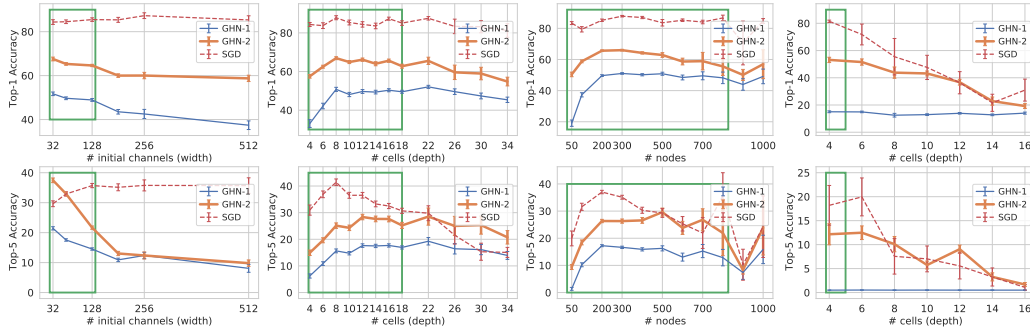 Top-1 Accuracy
80
60
40
GHN-1
GHN-2
SGD
32 128 256 512
# initial channels (width)
Top-1 Accuracy
80
60
40
GHN-1
GHN-2
SGD
4 6 8 10 12 14 16 18 22 26 30 34
# cells (depth)
Top-1 Accuracy
80
60
40
20
GHN-1
GHN-2
SGD
50 200 300 500 700 1000
# nodes
Top-1 Accuracy
80
60
40
20
0
GHN-1
GHN-2
SGD
4 6 8 10 12 14 16
# cells (depth)
Top-5 Accuracy
40
30
20
10
0
GHN-1
GHN-2
SGD
32 128 256 512
# initial channels (width)
Top-5 Accuracy
40
30
20
10
0
GHN-1
GHN-2
SGD
4 6 8 10 12 14 16 18 22 26 30 34
# cells (depth)
Top-5 Accuracy
40
30
20
10
0
GHN-1
GHN-2
SGD
50 200 300 500 700 1000
# nodes
Top-5 Accuracy
25
20
15
10
5
0
GHN-1
GHN-2
SGD
4 6 8 10 12 14 16
# cells (depth)